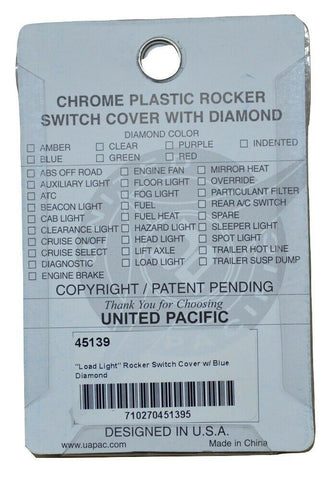 CHROME PLASTIC ROCKER
SWITCH COVER WITH DIAMOND
DIAMOND COLOR
AMBER CLEAR PURPLE INDENTED
BLUE GREEN RED
ABS OFF ROAD ENGINE FAN MIRROR HEAT
AUXILIARY LIGHT FLOOR LIGHT OVERRIDE
ATC FOG LIGHT PARTICULANT FILTER
BEACON LIGHT FUEL REAR A/C SWITCH
CAB LIGHT FUEL HEAT SPARE
CLEARANCE LIGHT HAZARD LIGHT SLEEPER LIGHT
CRUISE ON/OFF HEAD LIGHT SPOT LIGHT
CRUISE SELECT LIFT AXLE TRAILER HOT LINE
DIAGNOSTIC LOAD LIGHT TRAILER SUSP DUMP
ENGINE BRAKE
COPYRIGHT / PATENT PENDING
Thank You for Choosing
UNITED PACIFIC
45139
"Load Light" Rocker Switch Cover w/ Blue
Diamond
710270451395
DESIGNED IN U.S.A.
www.uapac.com Made in China